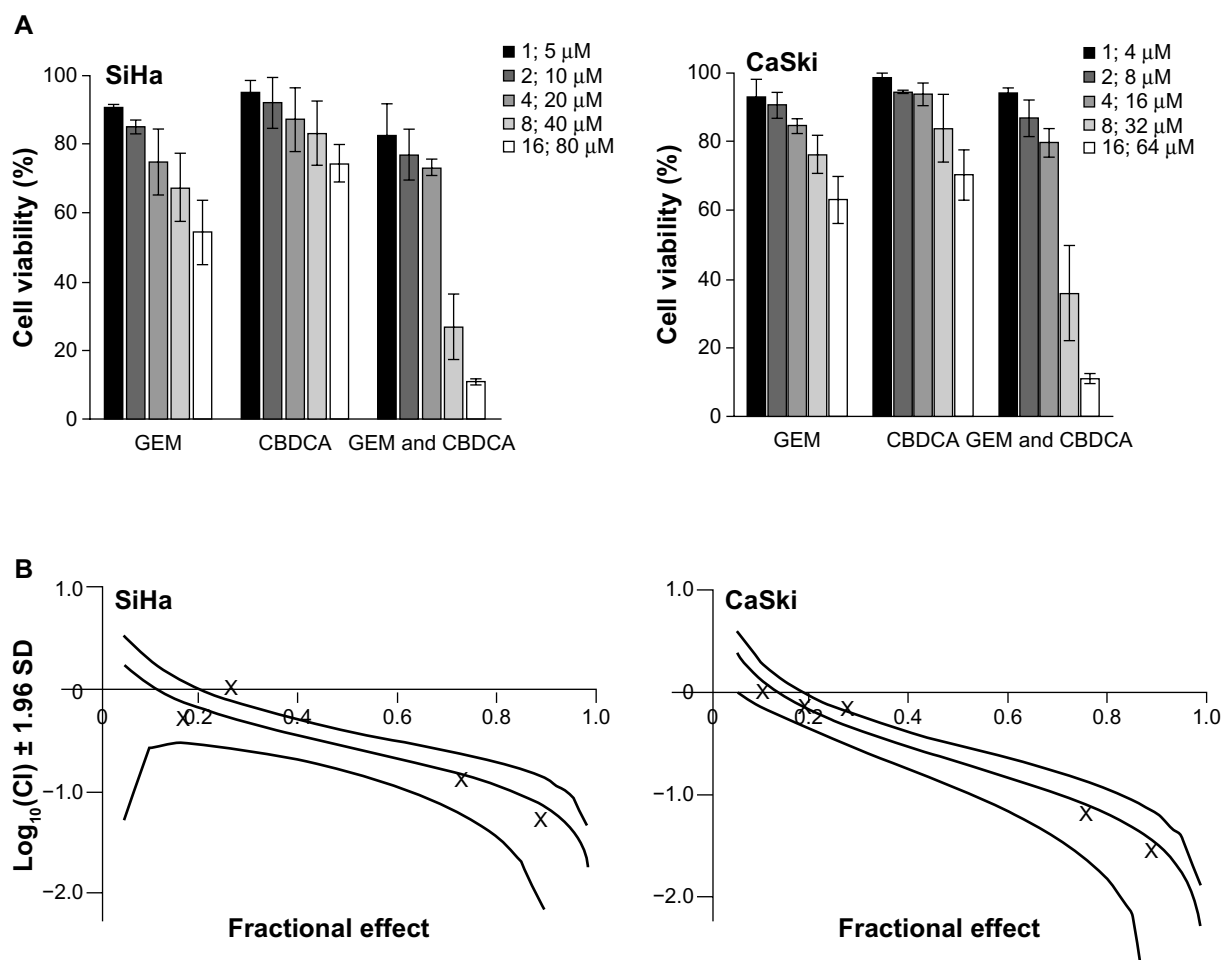 A
SiHa
1; 5 μM
2; 10 μM
4; 20 μM
8; 40 μM
16; 80 μM
Cell viability (%)
100
80
60
40
20
0
GEM
CBDCA
GEM and CBDCA
CaSki
1; 4 μM
2; 8 μM
4; 16 μM
8; 32 μM
16; 64 μM
Cell viability (%)
100
80
60
40
20
0
GEM
CBDCA
GEM and CBDCA
B
SiHa
Log₁₀(CI) ± 1.96 SD
1.0
0
−1.0
−2.0
0
0.2
0.4
0.6
0.8
1.0
X
X
X
X
Fractional effect
CaSki
1.0
0
−1.0
−2.0
0
0.2
0.4
0.6
0.8
1.0
X
X
X
X
X
Fractional effect